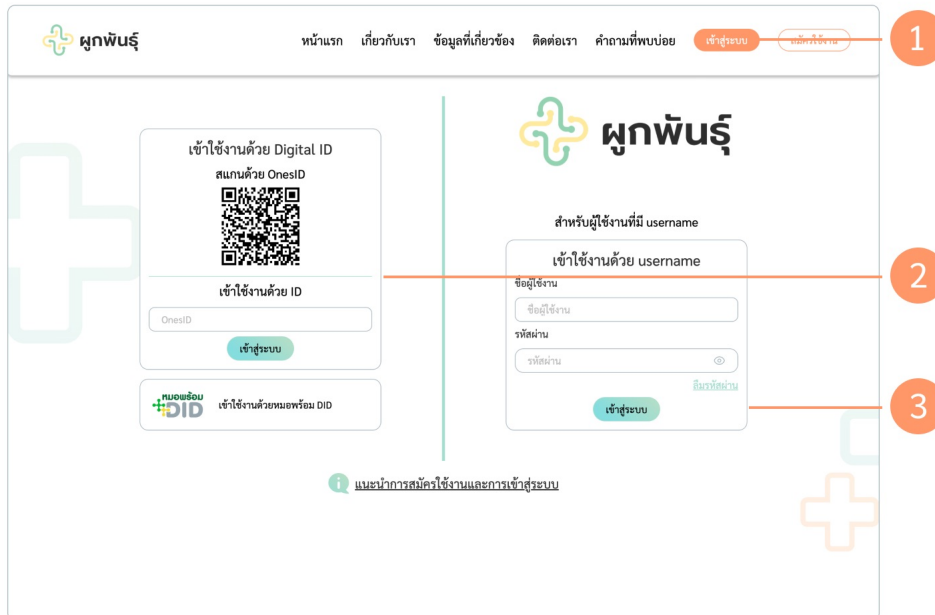 ผูกพันธุ์
หน้าแรก เกี่ยวกับเรา ข้อมูลที่เกี่ยวข้อง ติดต่อเรา คำถามที่พบบ่อย เข้าสู่ระบบ สมัครใช้งาน
1
เข้าใช้งานด้วย Digital ID
สแกนด้วย OnesID
เข้าใช้งานด้วย ID
OnesID
เข้าสู่ระบบ
หมอพร้อม
DID
เข้าใช้งานด้วยหมอพร้อม DID
ผูกพันธุ์
สำหรับผู้ใช้งานที่มี username
เข้าใช้งานด้วย username
ชื่อผู้ใช้งาน
ชื่อผู้ใช้งาน
รหัสผ่าน
รหัสผ่าน
ลืมรหัสผ่าน
เข้าสู่ระบบ
2
3
i แนะนำการสมัครใช้งานและการเข้าสู่ระบบ